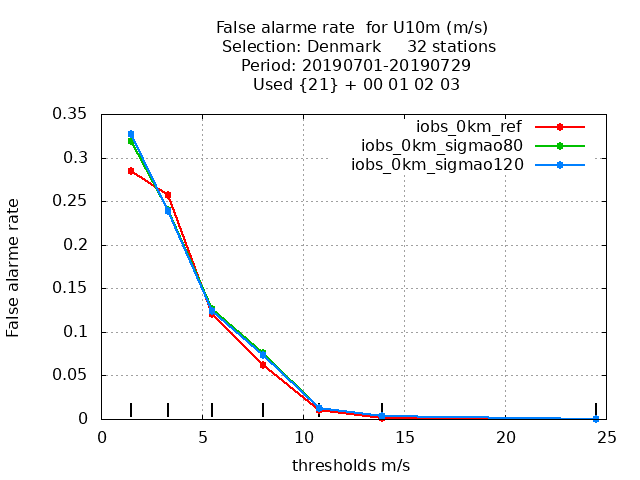 False alarme rate  for U10m (m/s)
Selection: Denmark     32 stations
Period: 20190701-20190729
Used {21} + 00 01 02 03
iobs_0km_ref
iobs_0km_sigmao80
iobs_0km_sigmao120
False alarme rate
0.35
0.3
0.25
0.2
0.15
0.1
0.05
0
0 5 10 15 20 25
thresholds m/s